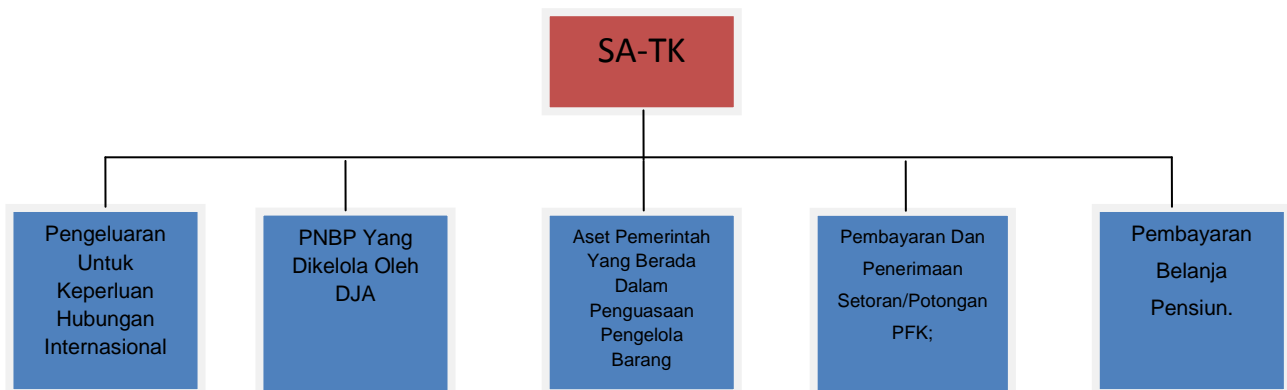 SA-TK
Pengeluaran
Untuk
Keperluan
Hubungan
Internasional
PNBP Yang
Dikelola Oleh
DJA
Aset Pemerintah
Yang Berada
Dalam
Penguasaan
Pengelola
Barang
Pembayaran Dan
Penerimaan
Setoran/Potongan
PFK;
Pembayaran
Belanja
Pensiun.